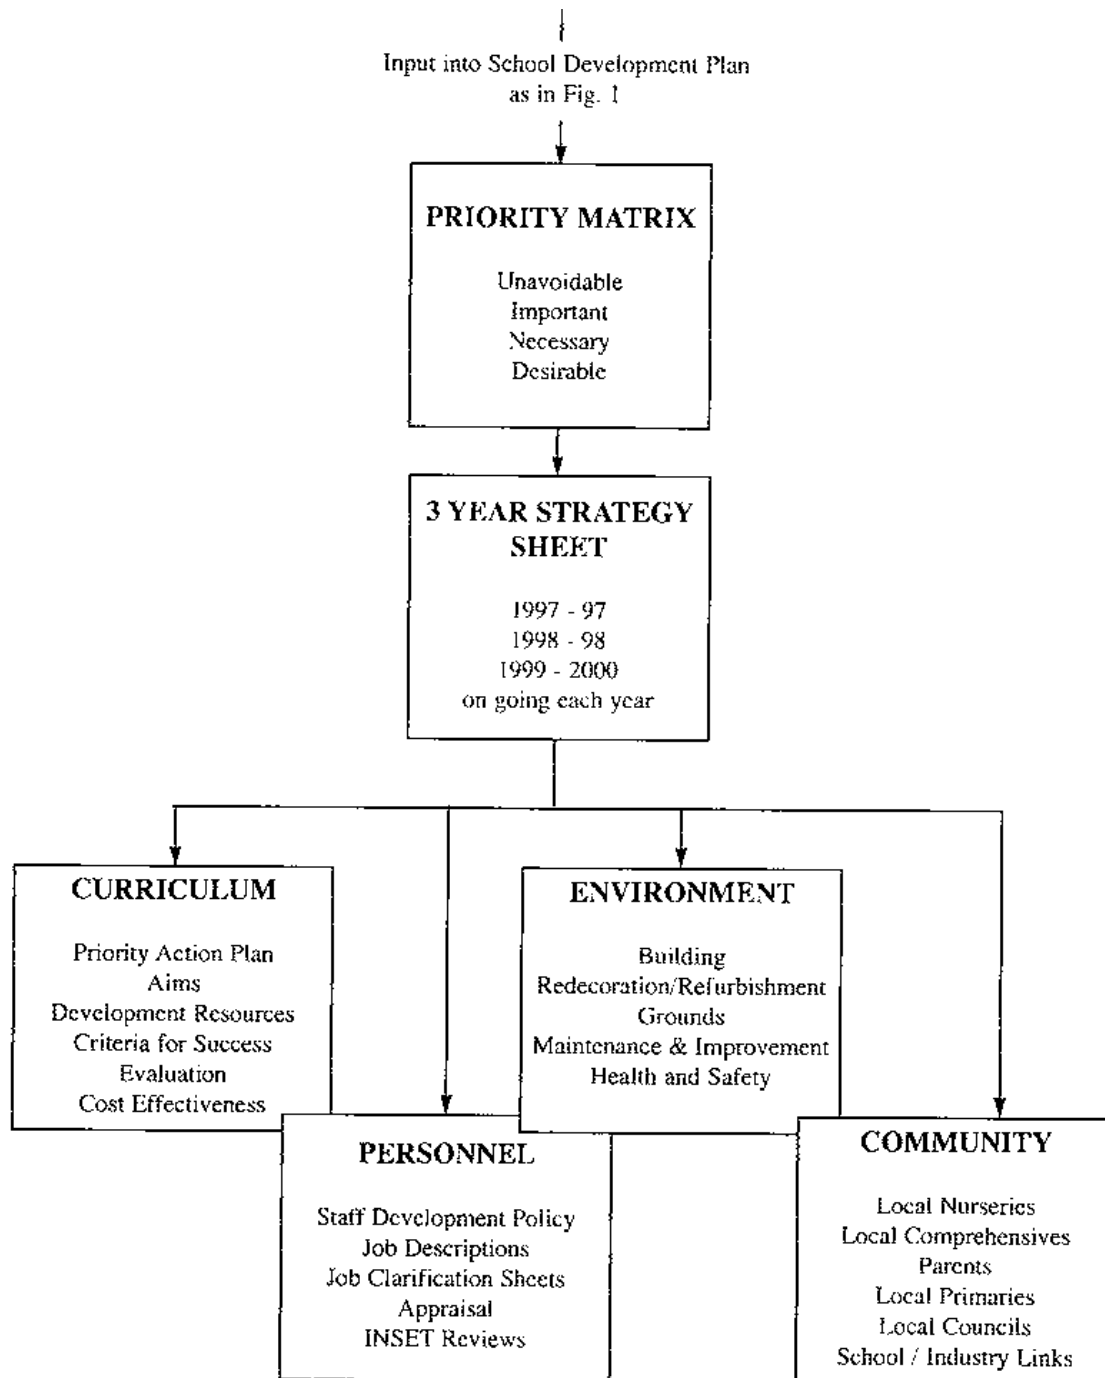 Input into School Development Plan
as in Fig. 1
PRIORITY MATRIX
Unavoidable
Important
Necessary
Desirable
3 YEAR STRATEGY
SHEET
1997 - 97
1998 - 98
1999 - 2000
on going each year
CURRICULUM
Priority Action Plan
Aims
Development Resources
Criteria for Success
Evaluation
Cost Effectiveness
PERSONNEL
Staff Development Policy
Job Descriptions
Job Clarification Sheets
Appraisal
INSET Reviews
ENVIRONMENT
Building
Redecoration/Refurbishment
Grounds
Maintenance & Improvement
Health and Safety
COMMUNITY
Local Nurseries
Local Comprehensives
Parents
Local Primaries
Local Councils
School / Industry Links